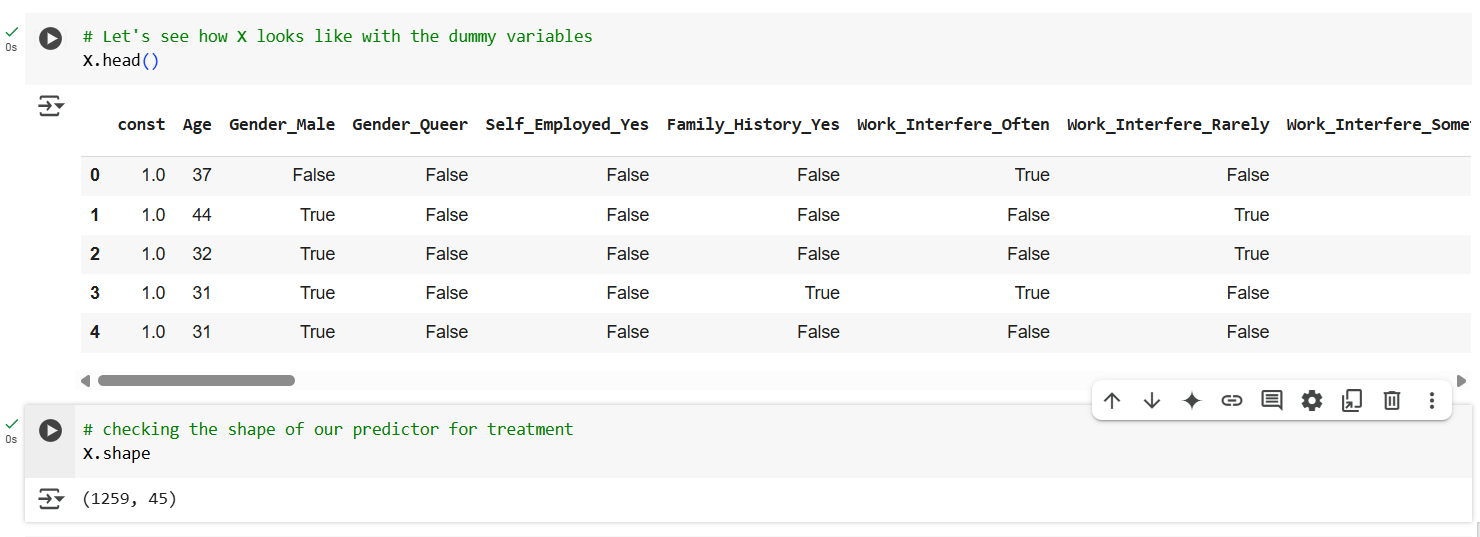 0s
# Let's see how X looks like with the dummy variables
X.head()
const Age Gender_Male Gender_Queer Self_Employed_Yes Family_History_Yes Work_Interfere_Often Work_Interfere_Rarely Work_Interfere_Some
0 1.0 37 False False False False True False
1 1.0 44 True False False False False True
2 1.0 32 True False False False False True
3 1.0 31 True False False True True False
4 1.0 31 True False False False False False
0s
# checking the shape of our predictor for treatment
X.shape
(1259, 45)